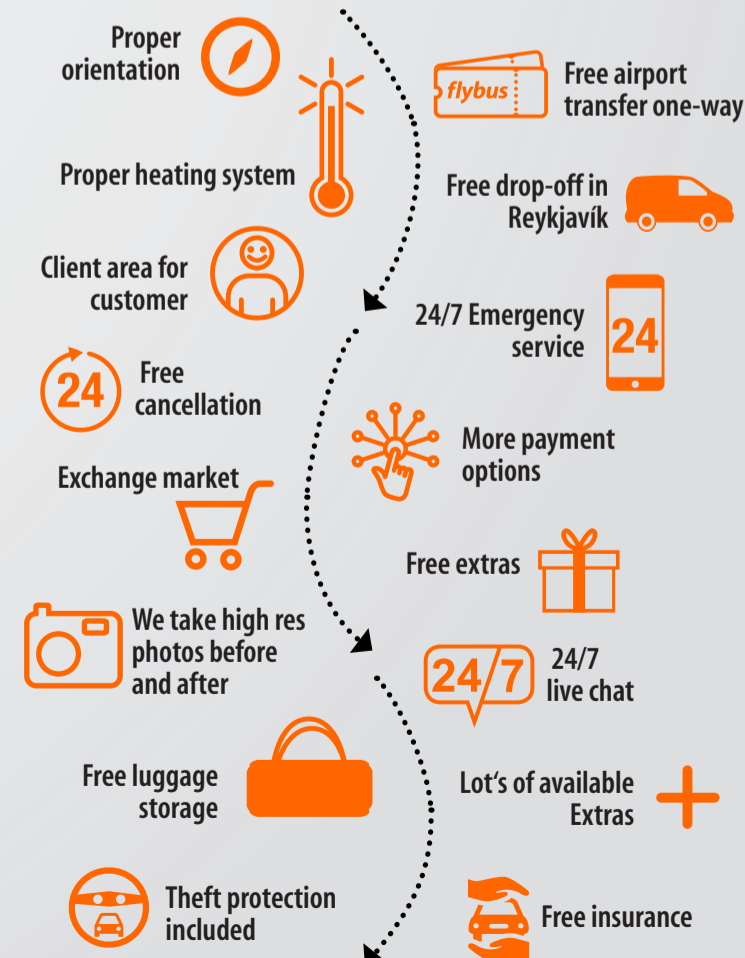 Proper
orientation
flybus
Free airport
transfer one-way
Proper heating system
Free drop-off in
Reykjavík
Client area for
customer
24/7 Emergency
service
24
24
Free
cancellation
More payment
options
Exchange market
Free extras
We take high res
photos before
and after
24/7
24/7
live chat
Free luggage
storage
Lot‘s of available
Extras
Theft protection
included
Free insurance